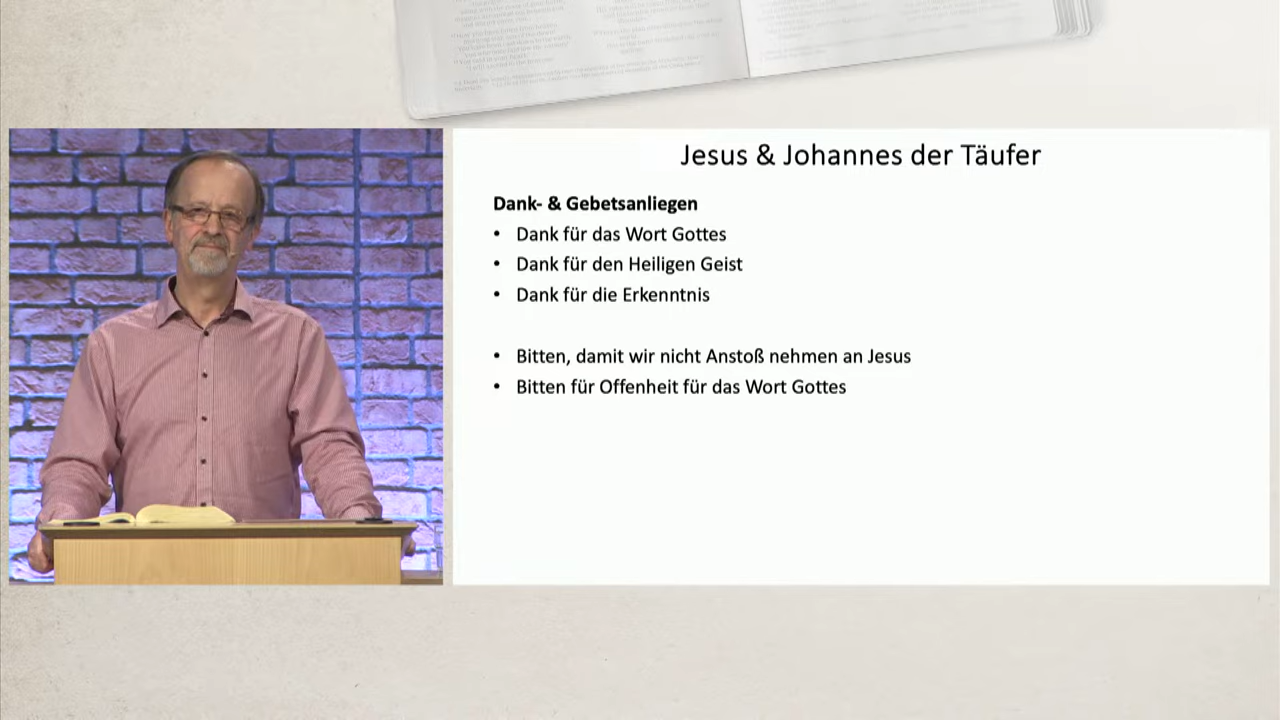 Jesus & Johannes der Täufer
Dank- & Gebetsanliegen
• Dank für das Wort Gottes
• Dank für den Heiligen Geist
• Dank für die Erkenntnis
• Bitten, damit wir nicht Anstoß nehmen an Jesus
• Bitten für Offenheit für das Wort Gottes